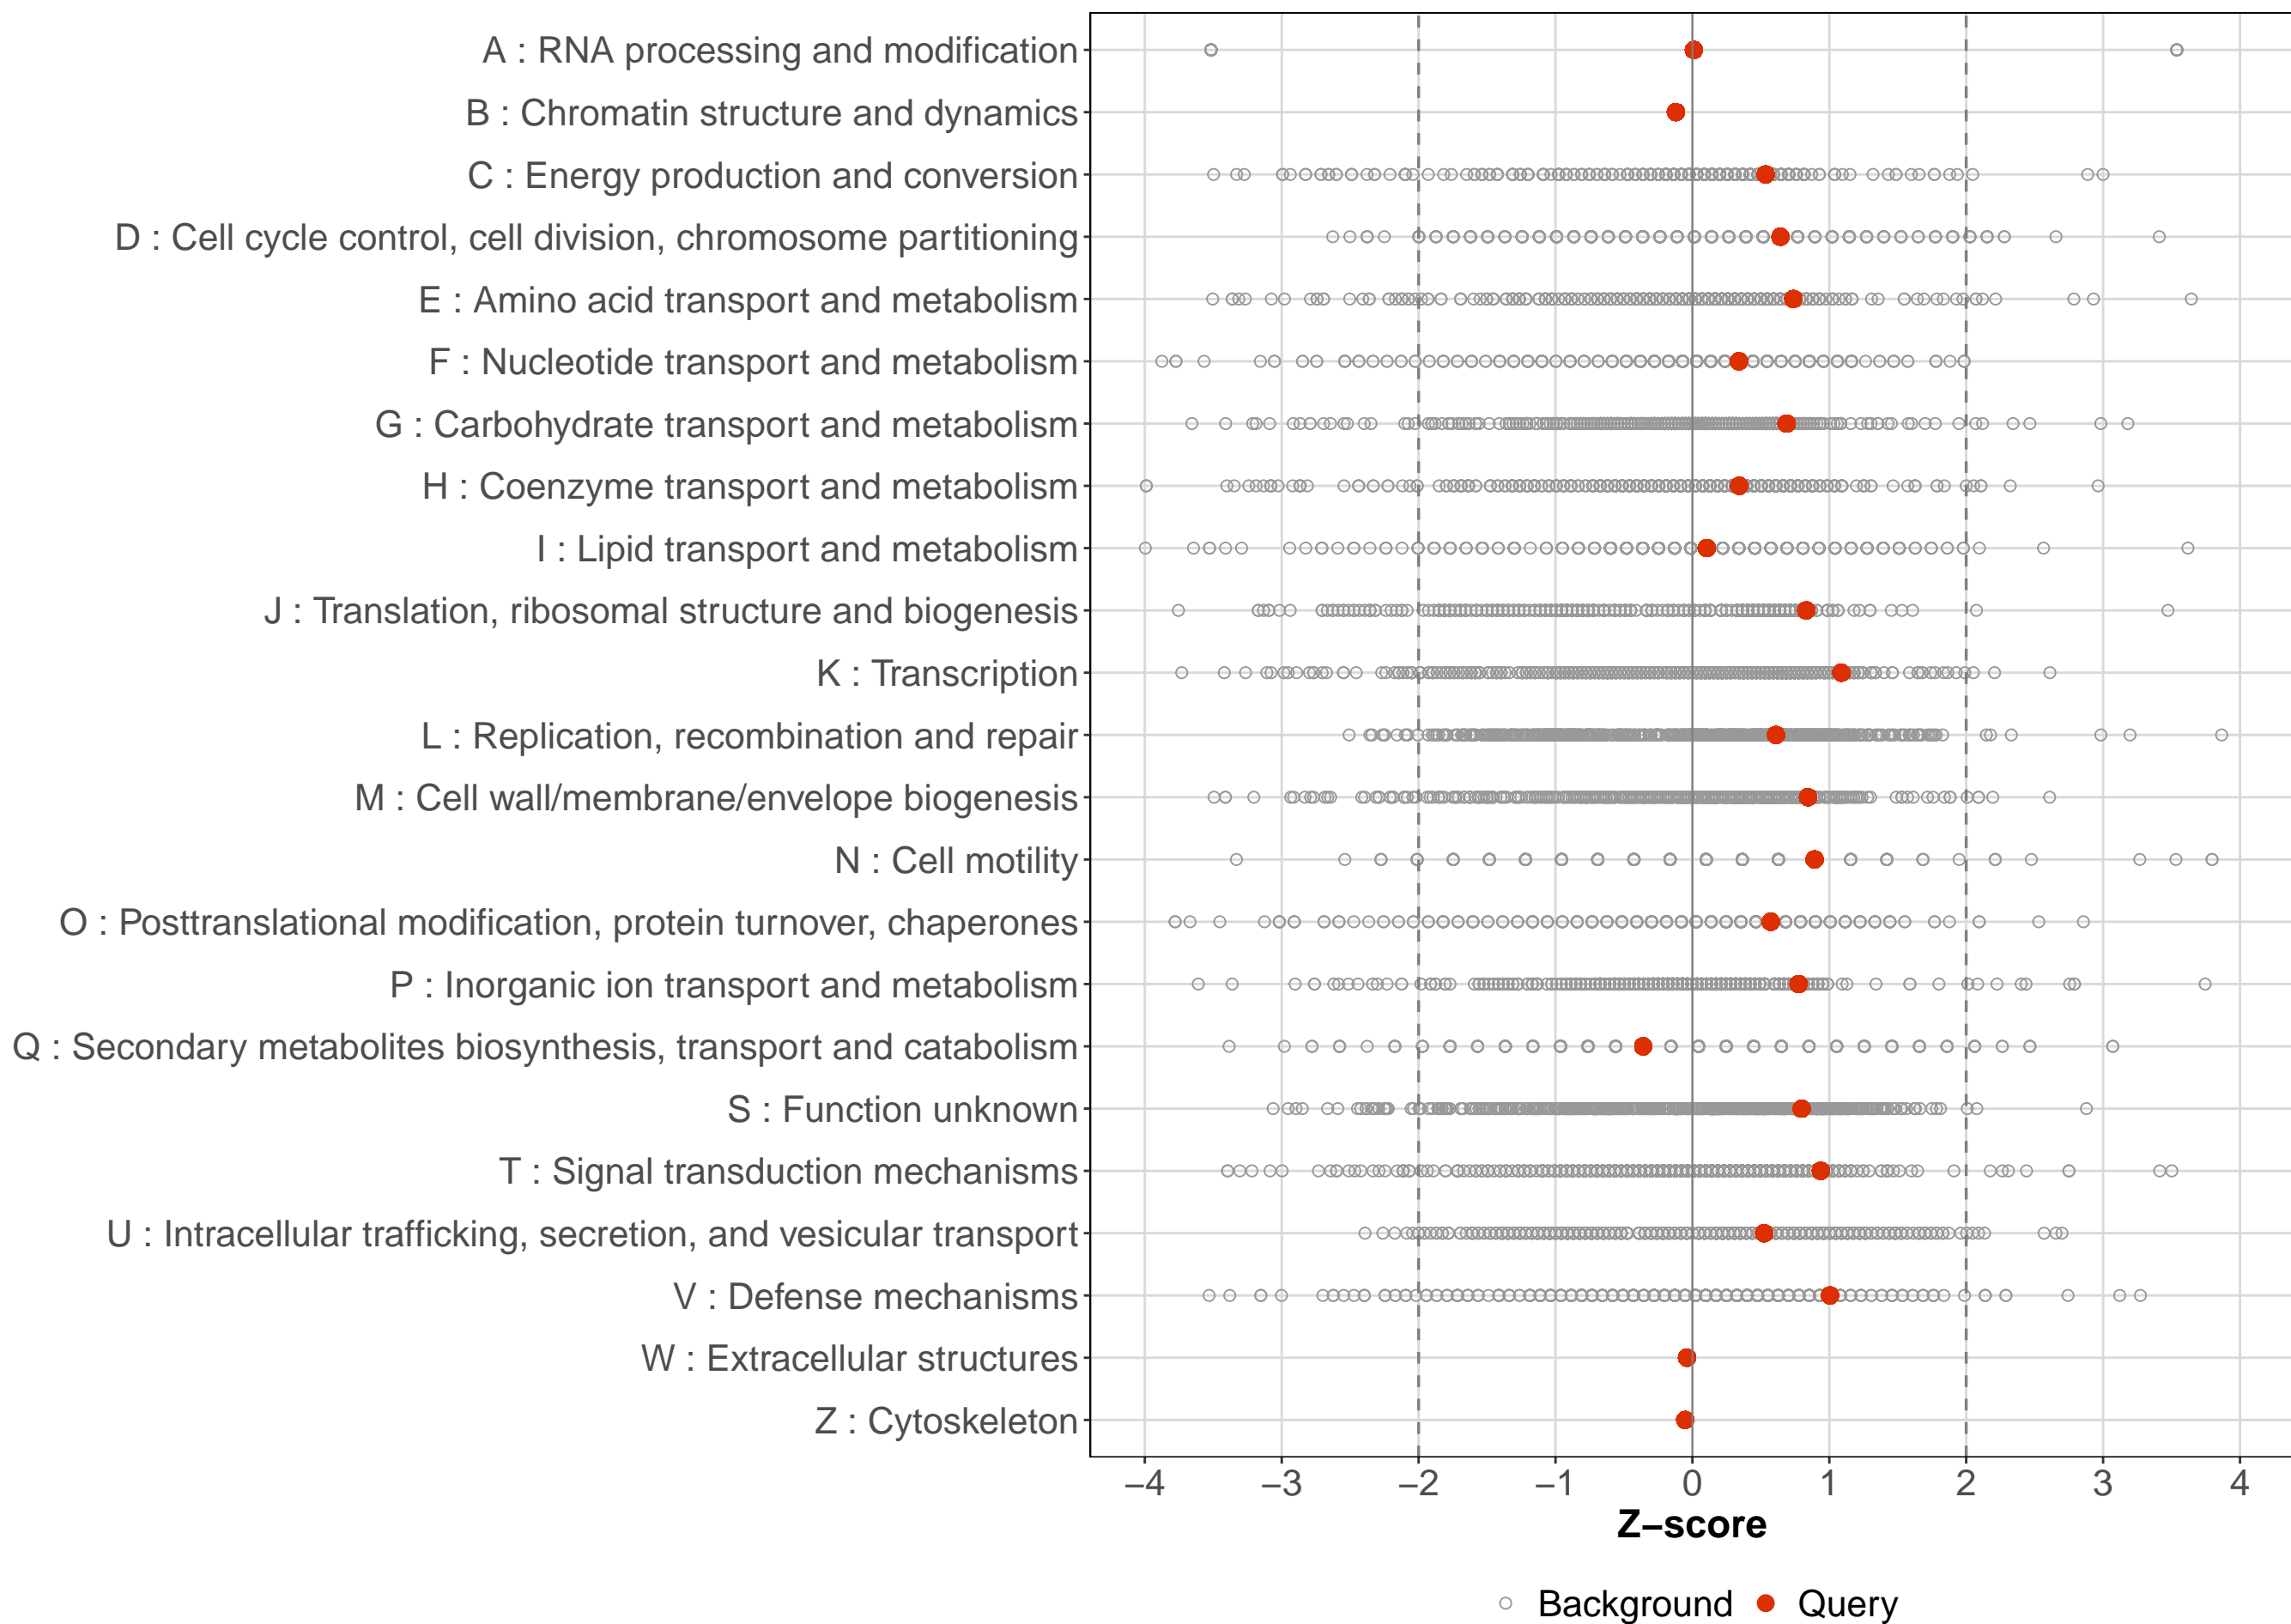 A : RNA processing and modification
B : Chromatin structure and dynamics
C : Energy production and conversion
D : Cell cycle control, cell division, chromosome partitioning
E : Amino acid transport and metabolism
F : Nucleotide transport and metabolism
G : Carbohydrate transport and metabolism
H : Coenzyme transport and metabolism
I : Lipid transport and metabolism
J : Translation, ribosomal structure and biogenesis
K : Transcription
L : Replication, recombination and repair
M : Cell wall/membrane/envelope biogenesis
N : Cell motility
O : Posttranslational modification, protein turnover, chaperones
P : Inorganic ion transport and metabolism
Q : Secondary metabolites biosynthesis, transport and catabolism
S : Function unknown
T : Signal transduction mechanisms
U : Intracellular trafficking, secretion, and vesicular transport
V : Defense mechanisms
W : Extracellular structures
Z : Cytoskeleton
−4 −3 −2 −1 0 1 2 3 4
Z−score
Background Query